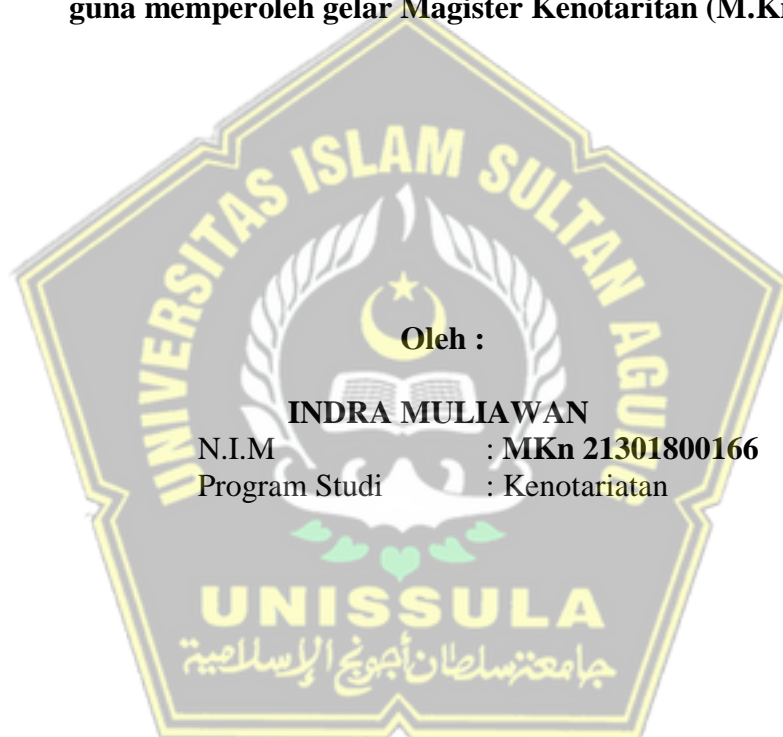 guna memperoleh gelar Magister Kenotaritan (M.K
UNIVERSITAS ISLAM SULTAN AGUNG
Oleh :
INDRA MULIAWAN
N.I.M : MKn 21301800166
Program Studi : Kenotariatan
UNISSULA
جامعة سلطان أجونج الإسلامية